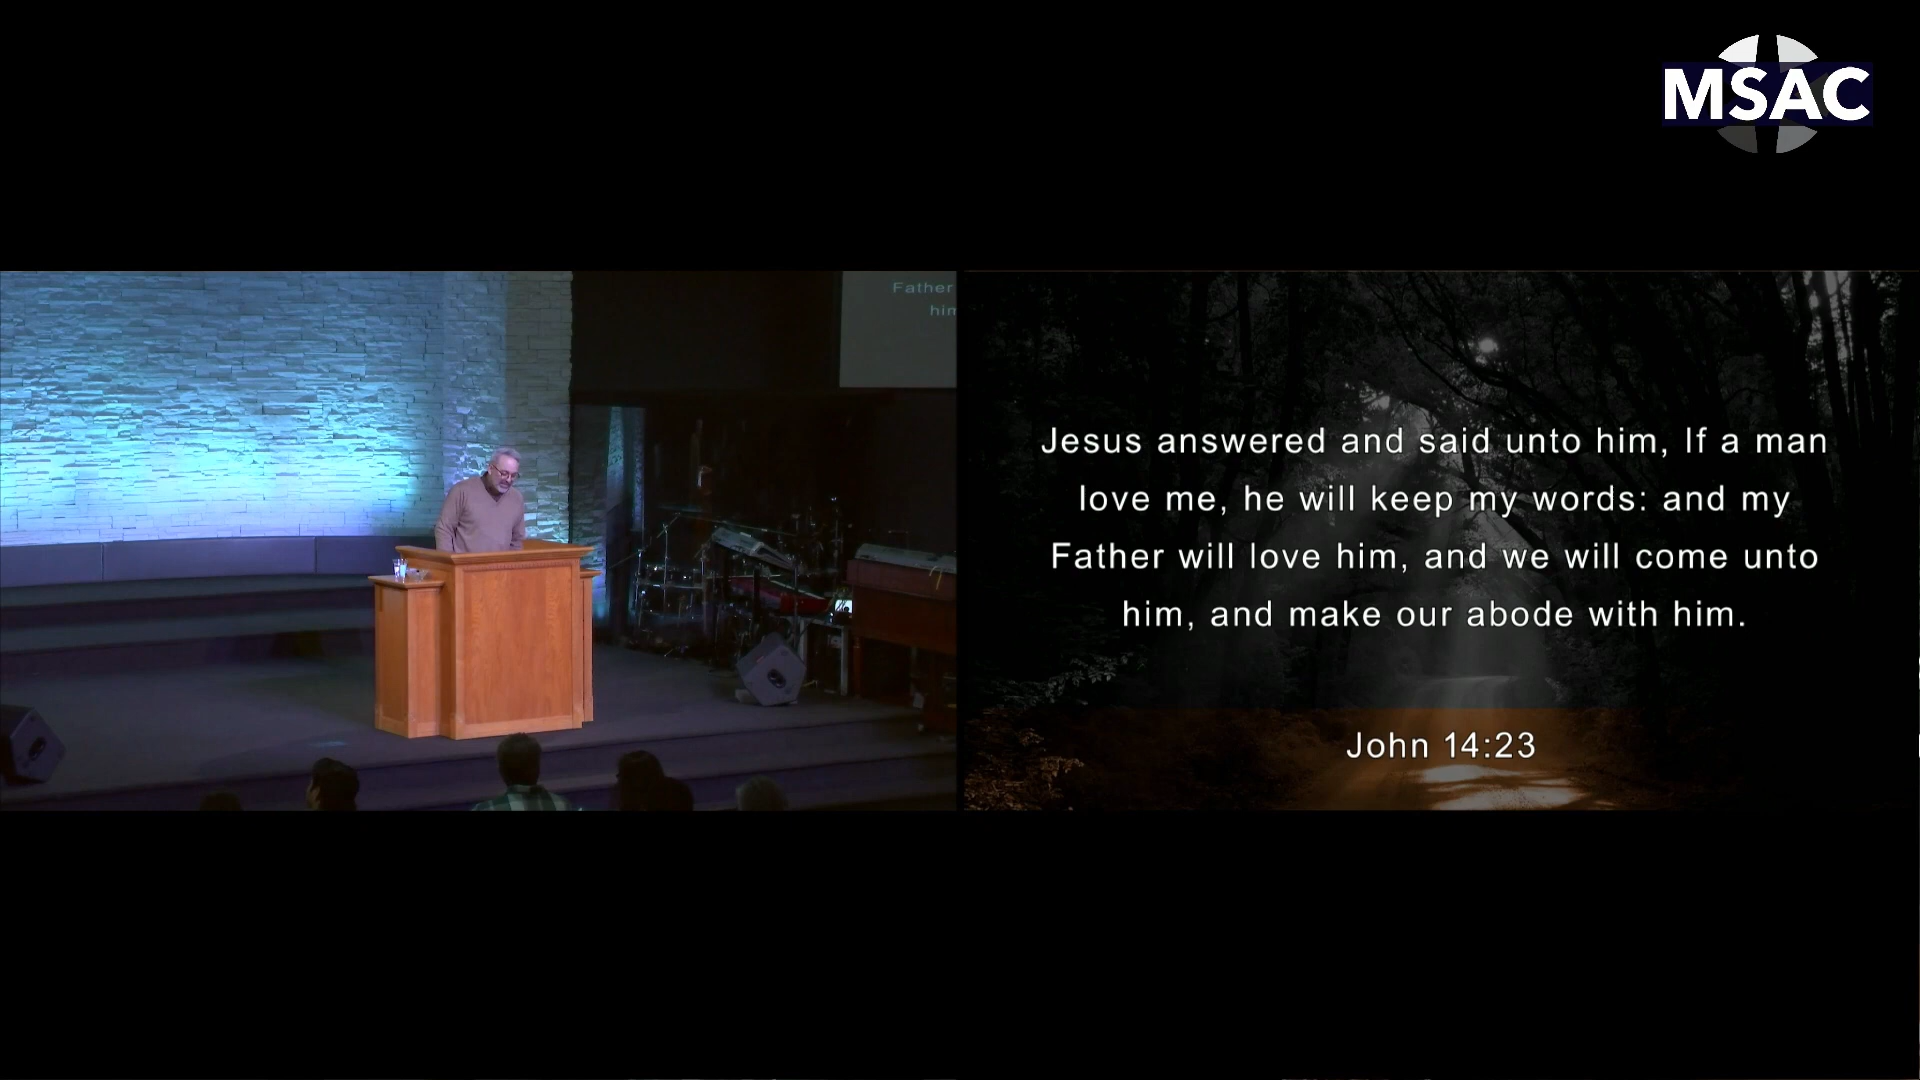 MSAC
Father
him
Jesus answered and said unto him, If a man
love me, he will keep my words: and my
Father will love him, and we will come unto
him, and make our abode with him.
John 14:23